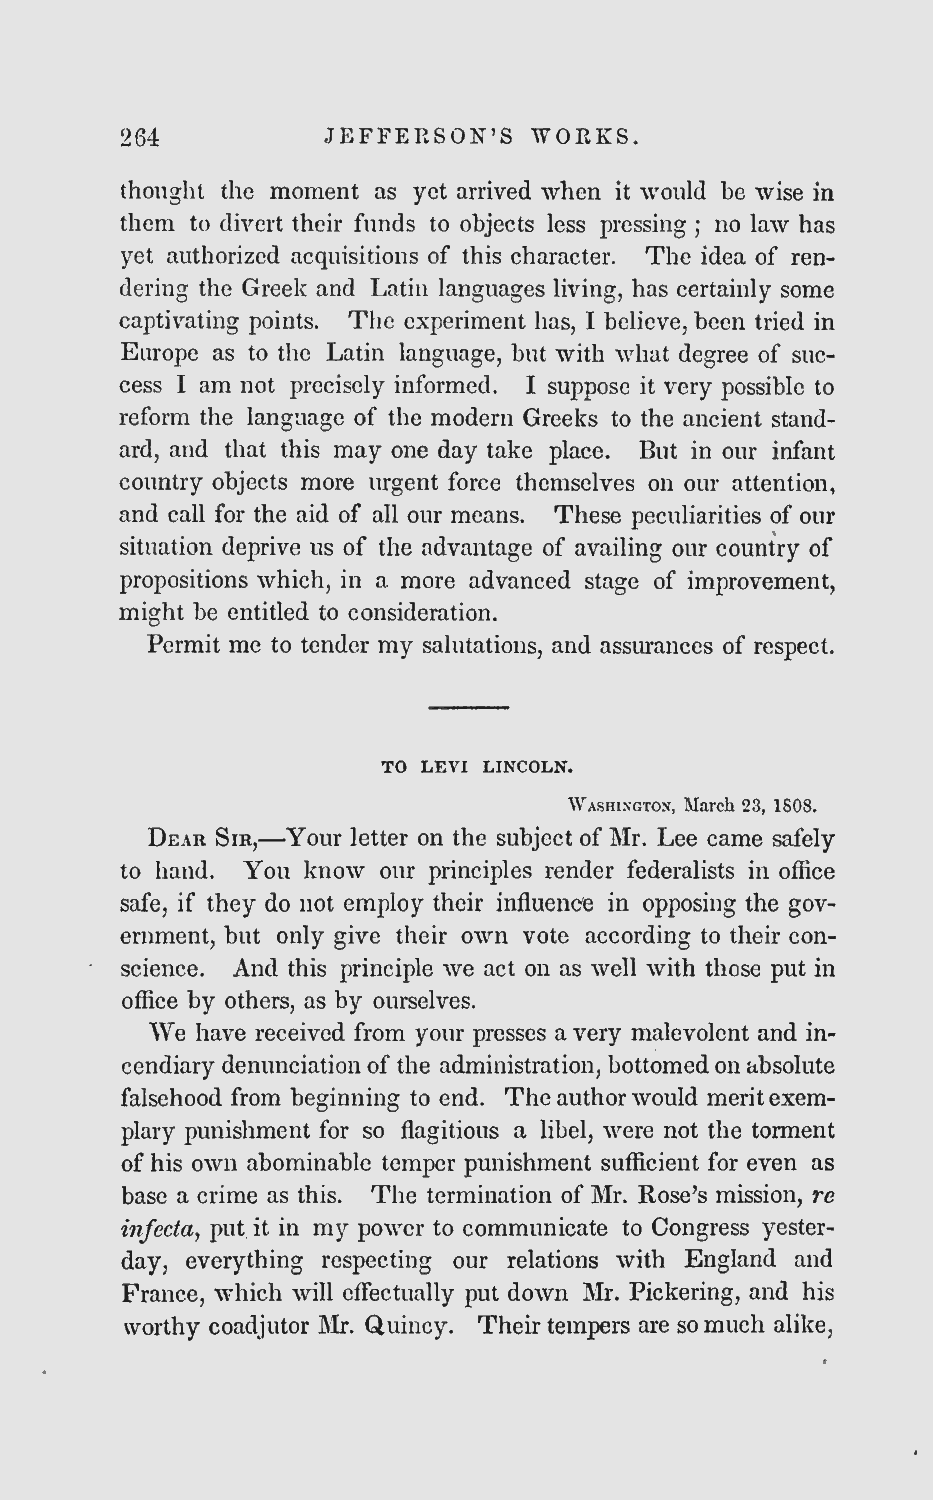 264 JEFFERSON'S WORKS.
thought the moment as yet arrived when it would be wise in
them to divert their funds to objects less pressing ; no law has
yet authorized acquisitions of this character. The idea of ren-
dering the Greek and Latin languages living, has certainly some
captivating points. The experiment has, I believe, been tried in
Europe as to the Latin language, but with what degree of suc-
cess I am not precisely informed. I suppose it very possible to
reform the language of the modern Greeks to the ancient stand-
ard, and that this may one day take place. But in our infant
country objects more urgent force themselves on our attention,
and call for the aid of all our means. These peculiarities of our
situation deprive us of the advantage of availing our country of
propositions which, in a more advanced stage of improvement,
might be entitled to consideration.
Permit me to tender my salutations, and assurances of respect.
TO LEVI LINCOLN.
WASHINGTON, March 23, 1808.
DEAR SIR,—Your letter on the subject of Mr. Lee came safely
to hand. You know our principles render federalists in office
safe, if they do not employ their influence in opposing the gov-
ernment, but only give their own vote according to their con-
science. And this principle we act on as well with those put in
office by others, as by ourselves.
We have received from your presses a very malevolent and in-
cendiary denunciation of the administration, bottomed on absolute
falsehood from beginning to end. The author would merit exem-
plary punishment for so flagitious a libel, were not the torment
of his own abominable temper punishment sufficient for even as
base a crime as this. The termination of Mr. Rose's mission, re
infecta, put it in my power to communicate to Congress yester-
day, everything respecting our relations with England and
France, which will effectually put down Mr. Pickering, and his
worthy coadjutor Mr. Quincy. Their tempers are so much alike,